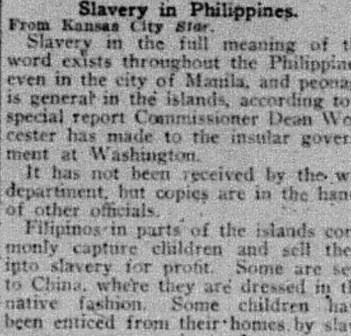 Slavery in Philippines.
From Kansas City Star.
Slavery in the full meaning of t
word exists throughout the Philippine
even in the city of Manila, and peona
is general in the islands, according to
special report Commissioner Dean Wo
cester has made to the insular gover
ment at Washington.
It has not been received by the w
department, but copies are in the han
of other officials.
Filipinos in parts of the islands com
monly capture children and sell the
into slavery for profit. Some are se
to China, where they are dressed in t
native fashion. Some children ha
been enticed from their homes by sla